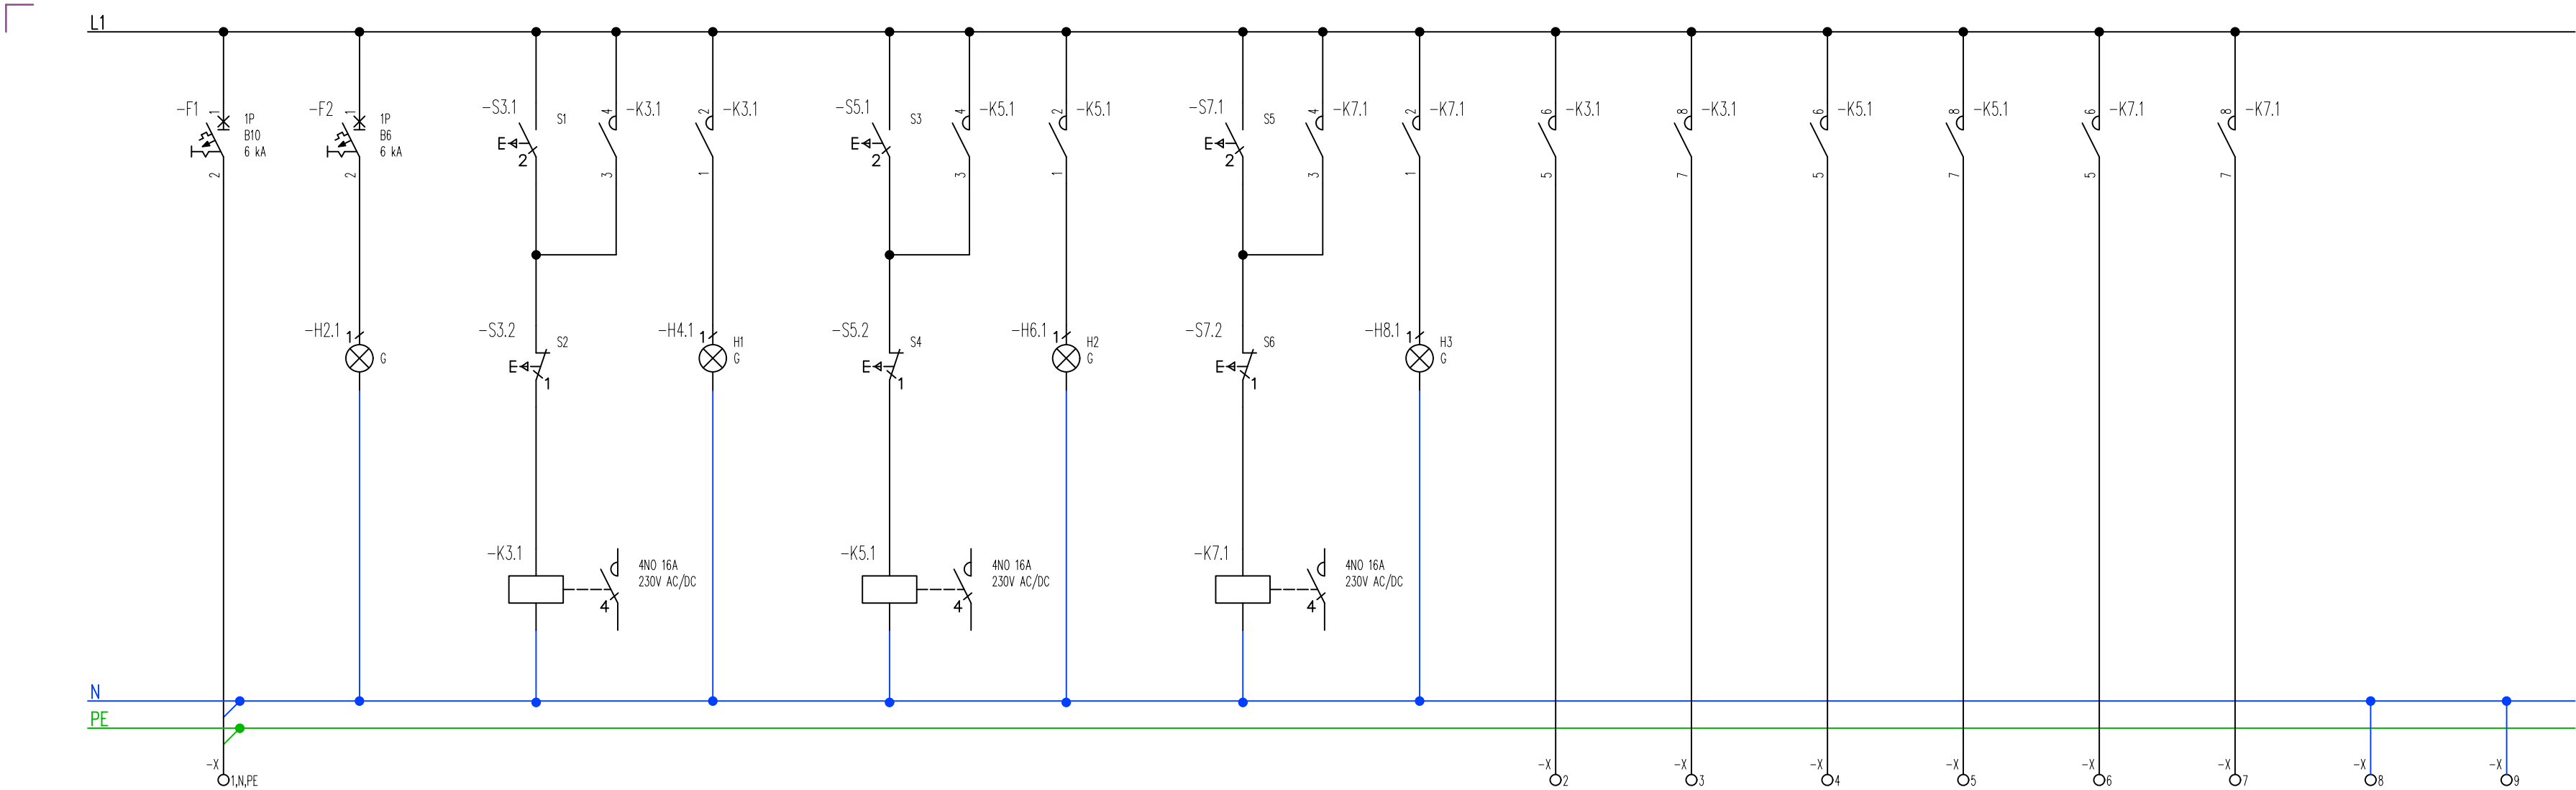 L1
-F1
1
1P
B10
6 kA
2
-F2
1
1P
B6
6 kA
2
-S3.1
S1
E
2
4
-K3.1
3
2
-K3.1
1
-S5.1
S3
E
2
4
-K5.1
3
2
-K5.1
1
-S7.1
S5
E
2
4
-K7.1
3
2
-K7.1
1
6
-K3.1
5
8
-K3.1
7
6
-K5.1
5
8
-K5.1
7
6
-K7.1
5
8
-K7.1
7
-H2.1
1
G
-S3.2
S2
E
1
-H4.1
1
H1
G
-S5.2
S4
E
1
-H6.1
1
H2
G
-S7.2
S6
E
1
-H8.1
1
H3
G
-K3.1
4NO 16A
230V AC/DC
4
-K5.1
4NO 16A
230V AC/DC
4
-K7.1
4NO 16A
230V AC/DC
4
N
PE
-X
1,N,PE
-X
2
-X
3
-X
4
-X
5
-X
6
-X
7
-X
8
-X
9